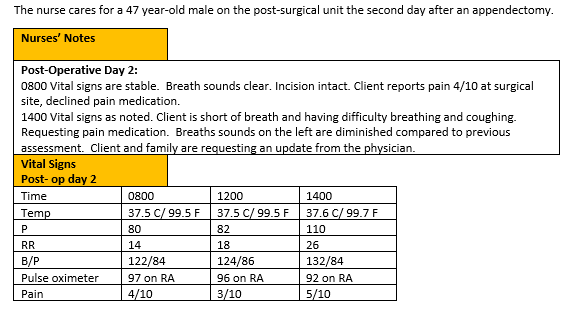 The nurse cares for a 47 year-old male on the post-surgical unit the second day after an appendectomy.
Nurses' Notes
Post-Operative Day 2:
0800 Vital signs are stable. Breath sounds clear. Incision intact. Client reports pain 4/10 at surgical
site, declined pain medication.
1400 Vital signs as noted. Client is short of breath and having difficulty breathing and coughing.
Requesting pain medication. Breaths sounds on the left are diminished compared to previous
assessment. Client and family are requesting an update from the physician.
Vital Signs
Post- op day 2
Time 0800 1200 1400
Temp 37.5 C/ 99.5 F 37.5 C/ 99.5 F 37.6 C/ 99.7 F
P 80 82 110
RR 14 18 26
B/P 122/84 124/86 132/84
Pulse oximeter 97 on RA 96 on RA 92 on RA
Pain 4/10 3/10 5/10